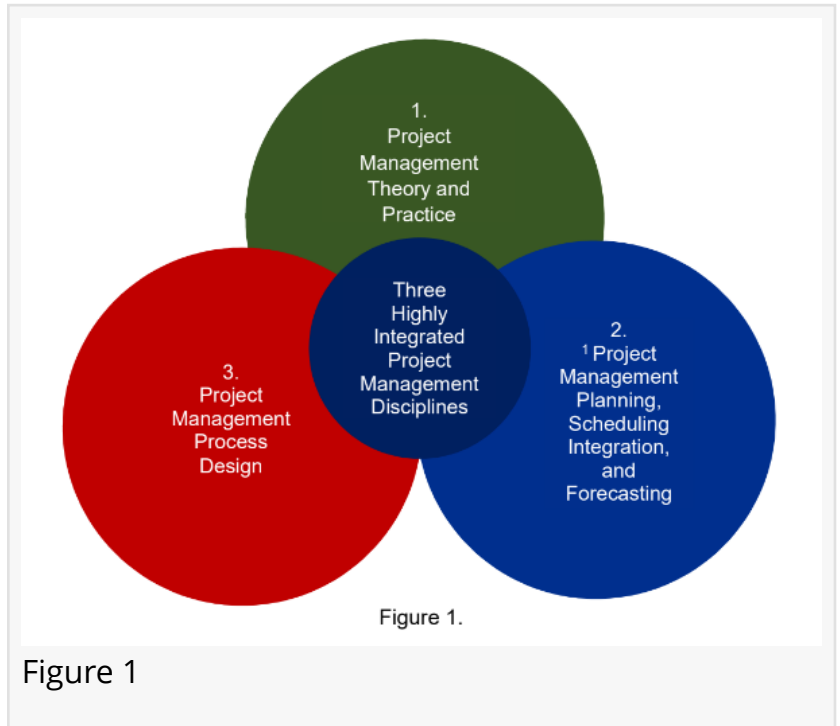 1.
Project
Management
Theory and
Practice
Three
Highly
Integrated
Project
Management
Disciplines
2.
¹ Project
Management
Planning,
Scheduling
Integration,
and
Forecasting
3.
Project
Management
Process
Design
Figure 1.
Figure 1